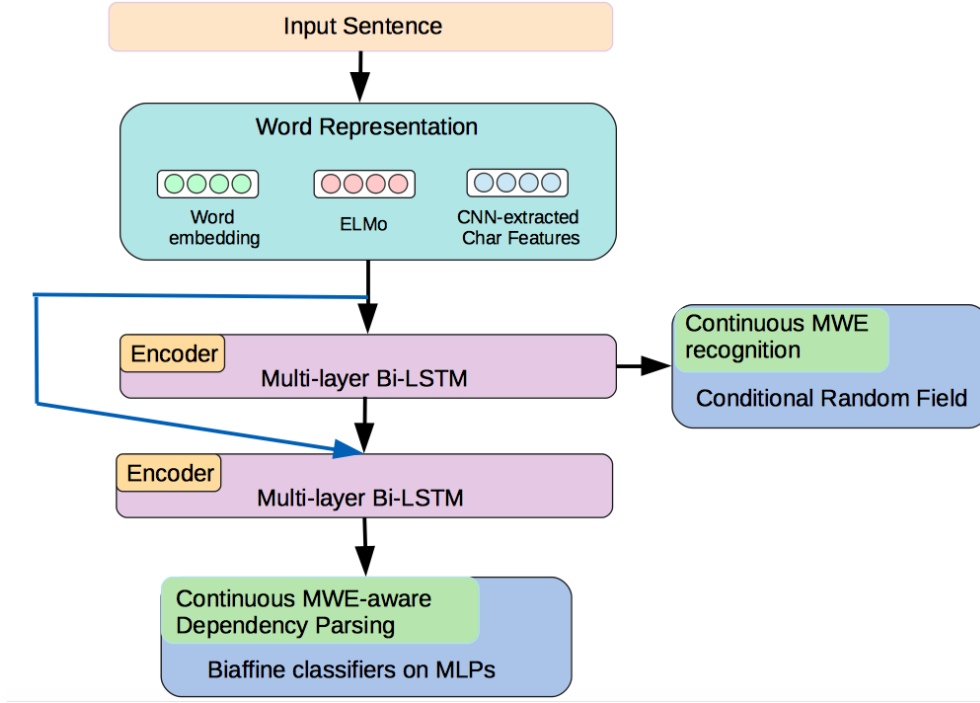 Input Sentence
Word Representation
Word
embedding
ELMo
CNN-extracted
Char Features
Encoder
Multi-layer Bi-LSTM
Continuous MWE
recognition
Conditional Random Field
Encoder
Multi-layer Bi-LSTM
Continuous MWE-aware
Dependency Parsing
Biaffine classifiers on MLPs